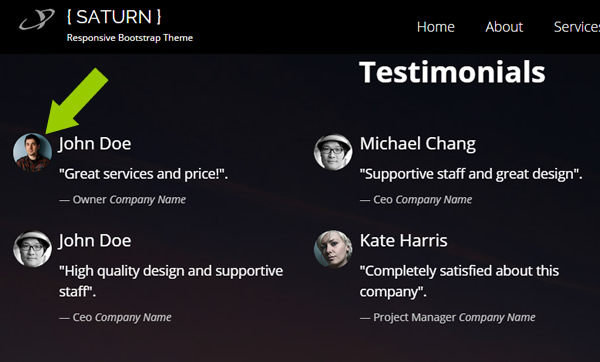 { SATURN }
Responsive Bootstrap Theme
Home About Services
Testimonials
John Doe
"Great services and price!".
— Owner Company Name
Michael Chang
"Supportive staff and great design".
— Ceo Company Name
John Doe
"High quality design and supportive
staff".
— Ceo Company Name
Kate Harris
"Completely satisfied about this
company".
— Project Manager Company Name